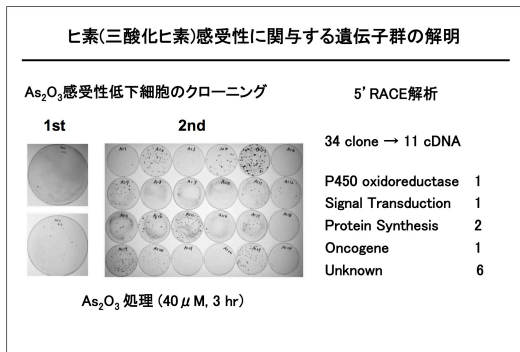 ヒ素(三酸化ヒ素)感受性に関与する遺伝子群の解明
As₂O₃感受性低下細胞のクローニング
1st
2nd
As₂O₃ 処理 (40μM, 3 hr)
5' RACE解析
34 clone → 11 cDNA
P450 oxidoreductase 1
Signal Transduction 1
Protein Synthesis 2
Oncogene 1
Unknown 6